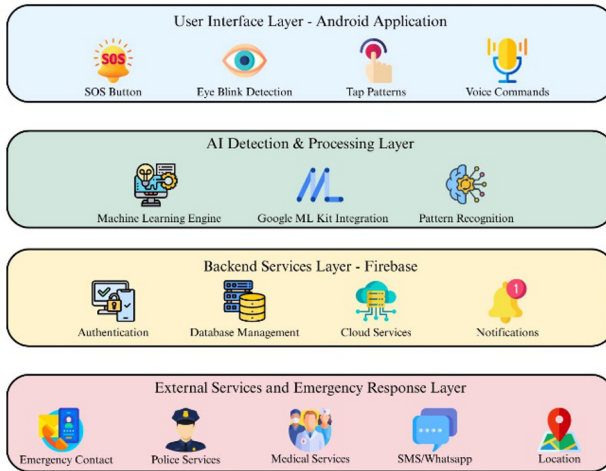 User Interface Layer - Android Application
SOS
SOS Button
Eye Blink Detection
Tap Patterns
Voice Commands
AI Detection & Processing Layer
Machine Learning Engine
Google ML Kit Integration
Pattern Recognition
Backend Services Layer - Firebase
1
Authentication
Database Management
Cloud Services
Notifications
External Services and Emergency Response Layer
Emergency Contact
Police Services
Medical Services
SMS/Whatsapp
Location